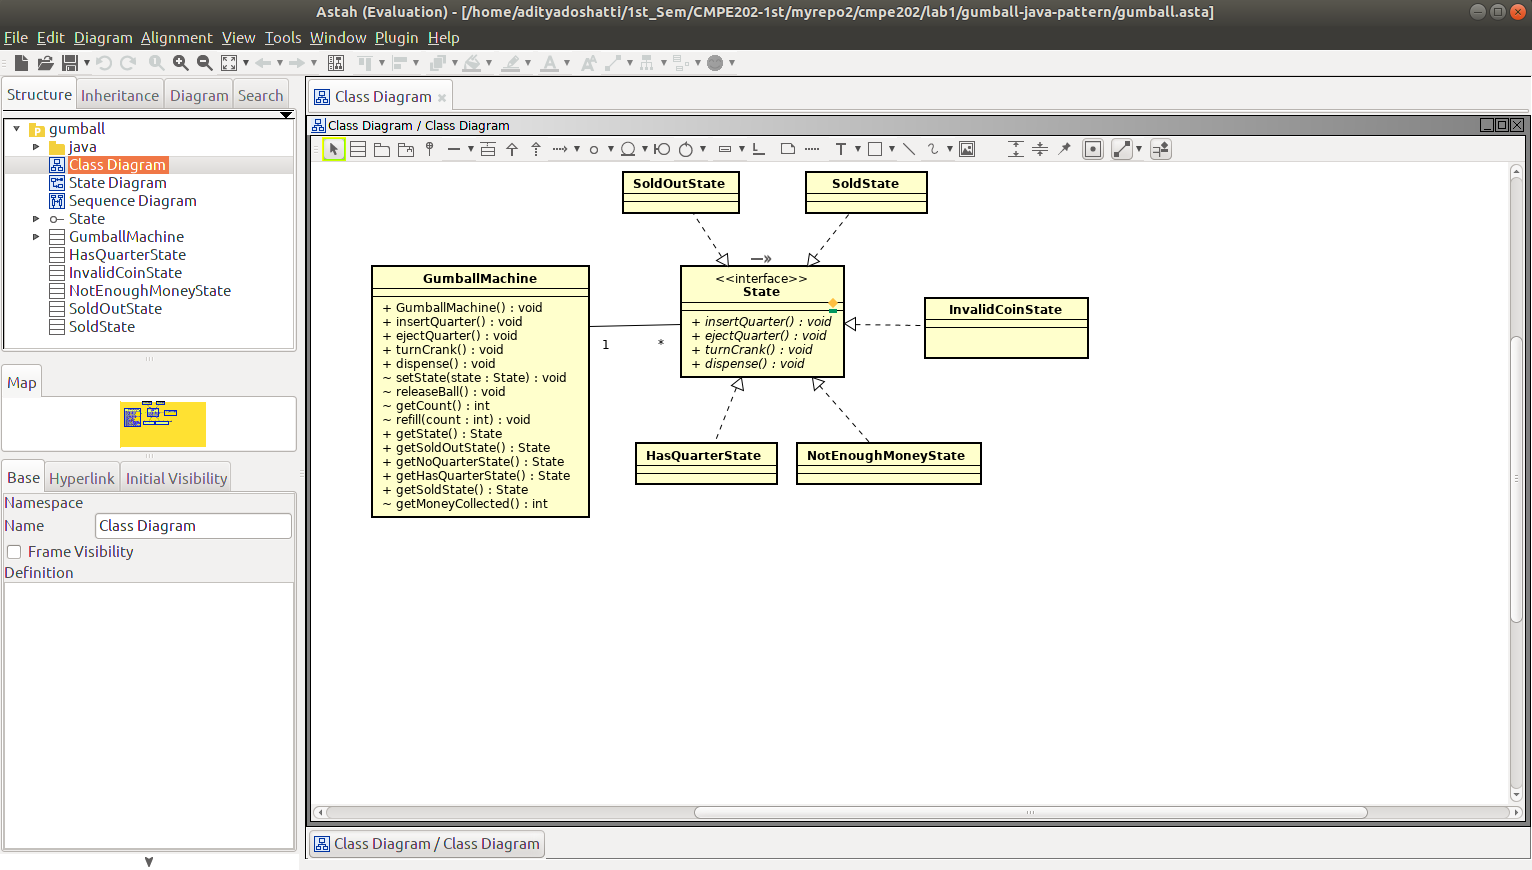 Astah (Evaluation) - [/home/adityadoshatti/1st_Sem/CMPE202-1st/myrepo2/cmpe202/lab1/gumball-java-pattern/gumball.asta]
File Edit Diagram Alignment View Tools Window Plugin Help
Structure Inheritance Diagram Search
gumball
java
Class Diagram
State Diagram
Sequence Diagram
State
GumballMachine
HasQuarterState
InvalidCoinState
NotEnoughMoneyState
SoldOutState
SoldState
Map
Base Hyperlink Initial Visibility
Namespace
Name Class Diagram
Frame Visibility
Definition
Class Diagram
Class Diagram / Class Diagram
SoldOutState
SoldState
GumballMachine
+ GumballMachine() : void
+ insertQuarter() : void
+ ejectQuarter() : void
+ turnCrank() : void
+ dispense() : void
~ setState(state : State) : void
~ releaseBall() : void
~ getCount() : int
~ refill(count : int) : void
+ getState() : State
+ getSoldOutState() : State
+ getNoQuarterState() : State
+ getHasQuarterState() : State
+ getSoldState() : State
~ getMoneyCollected() : int
1 *
<<interface>>
State
+ insertQuarter() : void
+ ejectQuarter() : void
+ turnCrank() : void
+ dispense() : void
InvalidCoinState
HasQuarterState
NotEnoughMoneyState
Class Diagram / Class Diagram